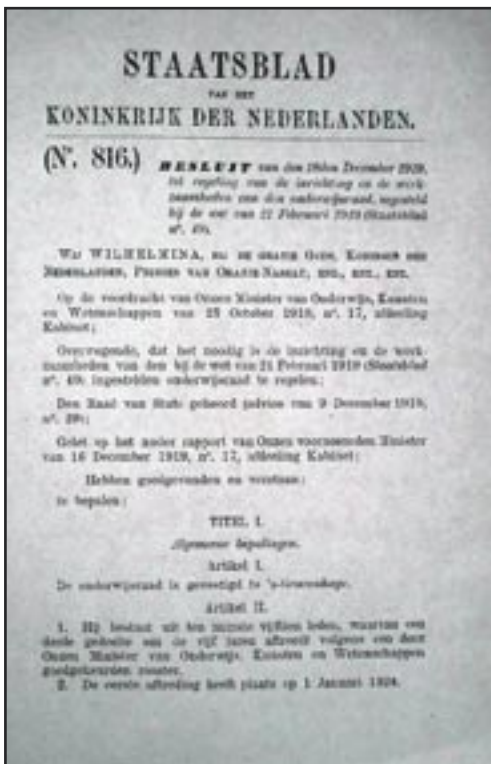 STAATSBLAD
VAN HET
KONINKRIJK DER NEDERLANDEN.
(No. 816.) BESLUIT van den December 1919,
tot regeling van de inrichting en de werk-
zaamheden van den onderwijsraad, ingesteld
bij de wet van 21 Februari 1919 (Staatsblad
no. 49).
WIJ WILHELMINA, BIJ DE GRATIE GODS, KONINGIN DER
NEDERLANDEN, PRINSES VAN ORANJE-NASSAU, ENZ., ENZ., ENZ.
Op de voordracht van Onzen Minister van Onderwijs, Kunsten
en Wetenschappen van 25 October 1919, no. 17, afdeeling
Kabinet;
Overwegende, dat het noodig is de inrichting en de werk-
zaamheden van den bij de wet van 21 Februari 1919 (Staatsblad
no. 49) ingestelden onderwijsraad te regelen;
Den Raad van State gehoord (advies van 9 December 1919,
no.
Gelet op het nader rapport van Onzen voornoemden Minister
van 16 December 1919, no. 17, afdeeling Kabinet;
Hebben goedgevonden en verstaan:
te bepalen:
TITEL I.
Algemeene bepalingen.
Artikel I.
De onderwijsraad is gevestigd te 's-Gravenhage.
Artikel II.
1. Hij bestaat uit ten minste vijftien leden, waarvan een
derde gedeelte om de vijf jaren aftreedt volgens een door
Onzen Minister van Onderwijs, Kunsten en Wetenschappen
goedgekeurden rooster.
2. De eerste aftreding heeft plaats op 1 Januari 1924.